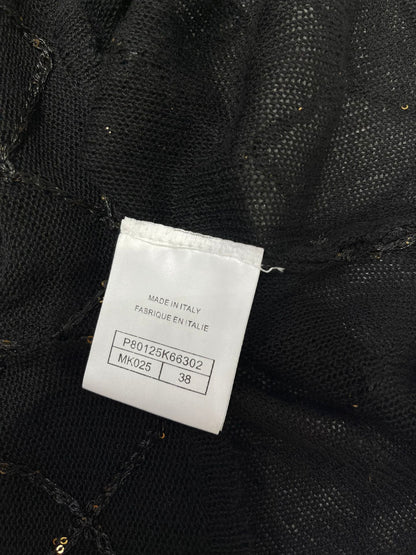 MADE IN ITALY
FABRIQUE EN ITALIE
P80125K66302
MK025 38